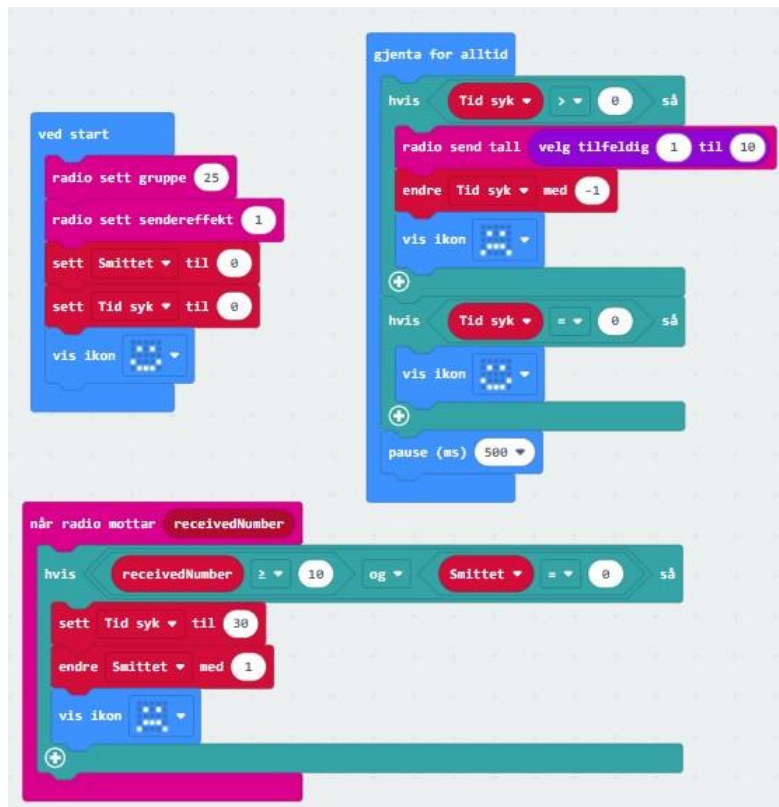 ved start
radio sett gruppe 25
radio sett sendereffekt 1
sett Smittet til 0
sett Tid syk til 0
vis ikon
gjenta for alltid
hvis Tid syk > 0 så
radio send tall velg tilfeldig 1 til 10
endre Tid syk med -1
vis ikon
hvis Tid syk = 0 så
vis ikon
pause (ms) 500
når radio mottar receivedNumber
hvis receivedNumber ≥ 10 og Smittet = 0 så
sett Tid syk til 30
endre Smittet med 1
vis ikon